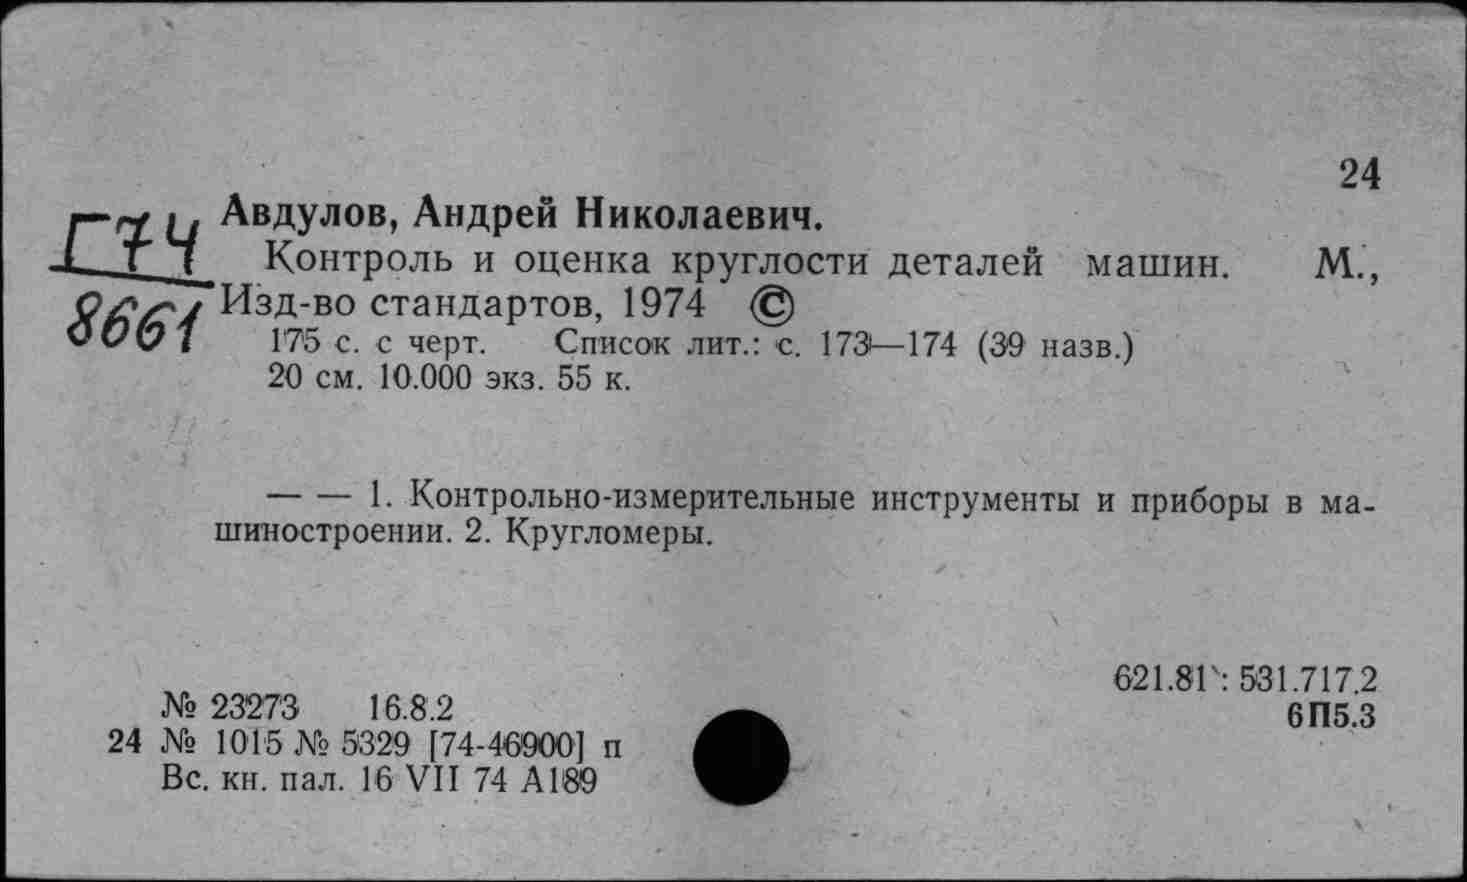 24
Авдулов, Андрей Николаевич.
Г74
8661
Контроль и оценка круглости деталей машин. М.,
Изд-во стандартов, 1974 ©
175 с. с черт. Список лит.: с. 173—174 (39 назв.)
20 см. 10.000 экз. 55 к.
— — 1. Контрольно-измерительные инструменты и приборы в ма-
шиностроении. 2. Кругломеры.
621.81 : 531.717.2
6П5.3
№ 23273 16.8.2
24 № 1015 № 5329 [74-46900] п
Вс. кн. пал. 16 VII 74 А189